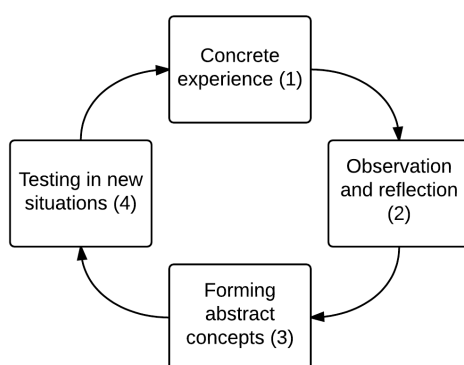 Concrete
experience (1)
Observation
and reflection
(2)
Forming
abstract
concepts (3)
Testing in new
situations (4)